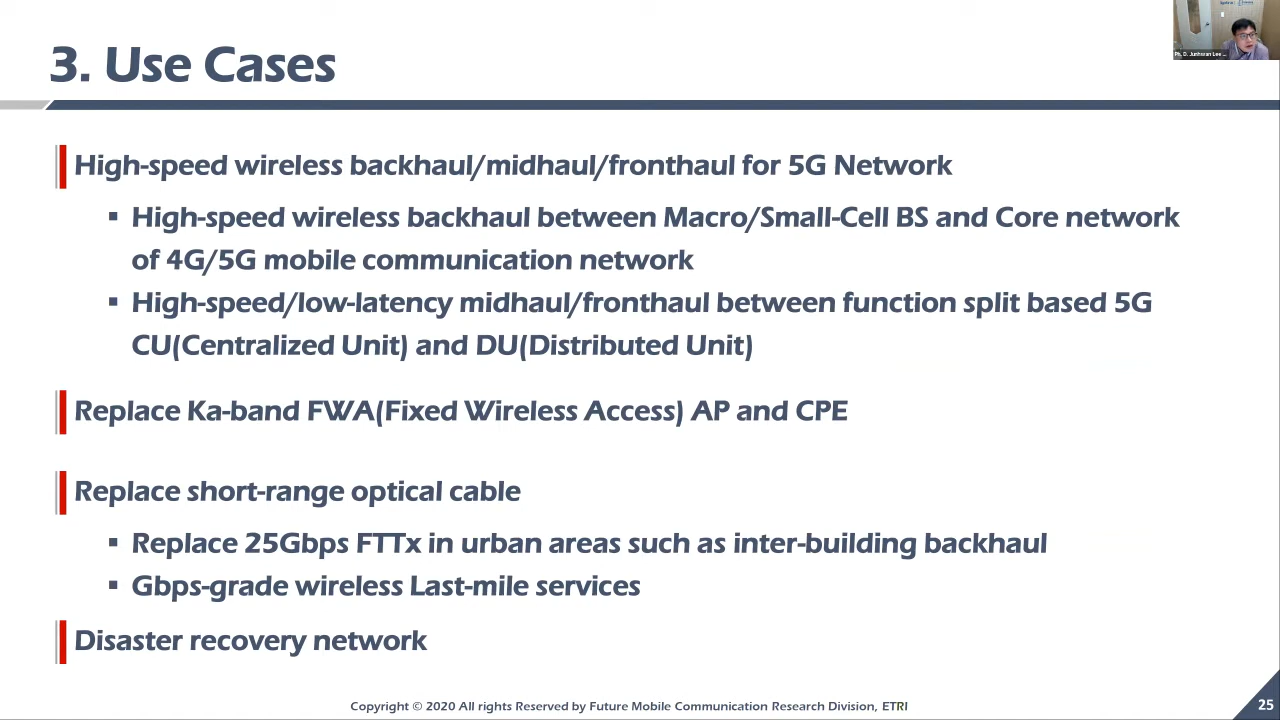 3. Use Cases
Ph. D. Junhwan Lee ...
High-speed wireless backhaul/midhaul/fronthaul for 5G Network
▪ High-speed wireless backhaul between Macro/Small-Cell BS and Core network
of 4G/5G mobile communication network
▪ High-speed/low-latency midhaul/fronthaul between function split based 5G
CU(Centralized Unit) and DU(Distributed Unit)
Replace Ka-band FWA(Fixed Wireless Access) AP and CPE
Replace short-range optical cable
▪ Replace 25Gbps FTTx in urban areas such as inter-building backhaul
▪ Gbps-grade wireless Last-mile services
Disaster recovery network
Copyright © 2020 All rights Reserved by Future Mobile Communication Research Division, ETRI
25